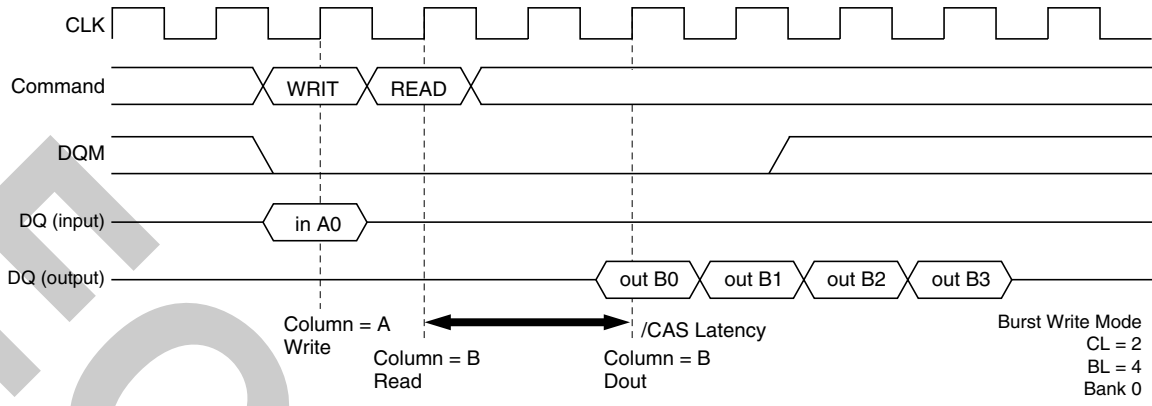 CLK
Command
WRIT
READ
DQM
DQ (input)
in A0
DQ (output)
out B0
out B1
out B2
out B3
Column = A
Write
Column = B
Read
/CAS Latency
Column = B
Dout
Burst Write Mode
CL = 2
BL = 4
Bank 0